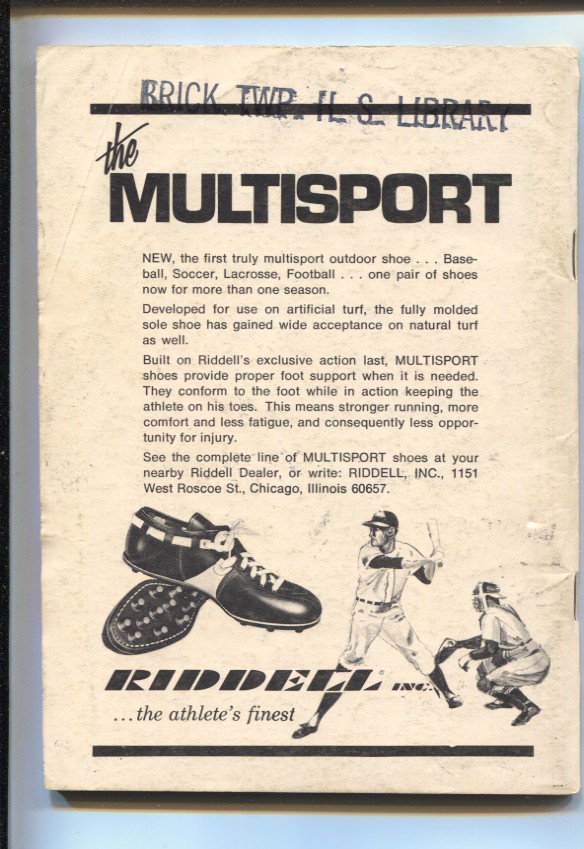 BRICK TWP. H. S. LIBRARY
the
MULTISPORT
NEW, the first truly multisport outdoor shoe . . . Base-
ball, Soccer, Lacrosse, Football . . . one pair of shoes
now for more than one season.
Developed for use on artificial turf, the fully molded
sole shoe has gained wide acceptance on natural turf
as well.
Built on Riddell's exclusive action last, MULTISPORT
shoes provide proper foot support when it is needed.
They conform to the foot while in action keeping the
athlete on his toes. This means stronger running, more
comfort and less fatigue, and consequently less oppor-
tunity for injury.
See the complete line of MULTISPORT shoes at your
nearby Riddell Dealer, or write: RIDDELL, INC., 1151
West Roscoe St., Chicago, Illinois 60657.
RIDDELL® INC.
...the athlete's finest